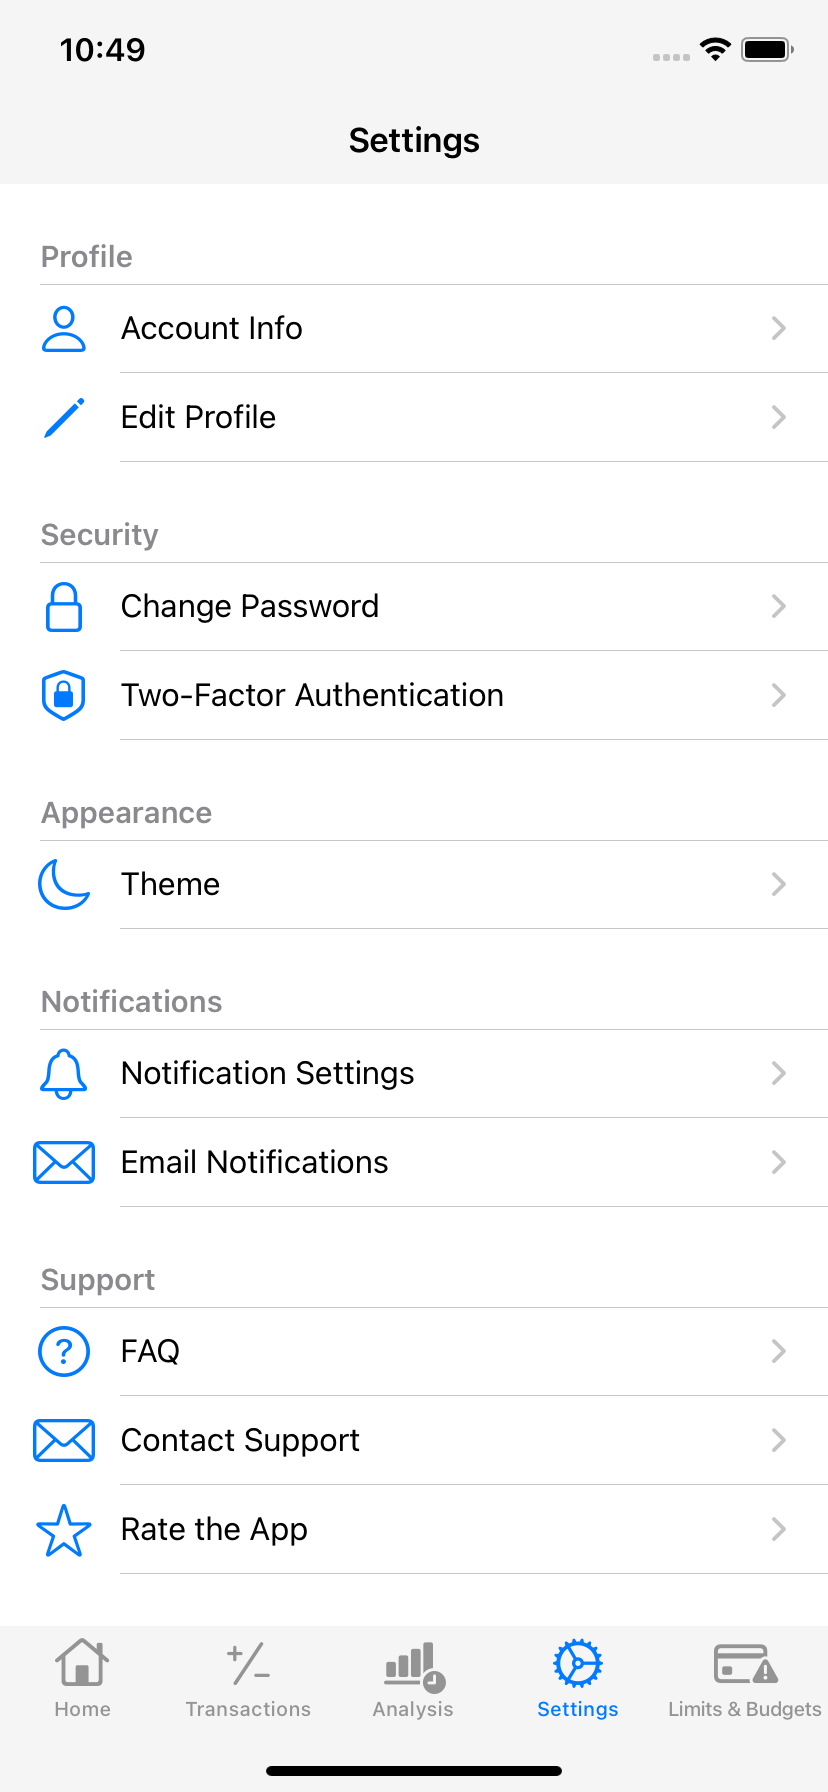 10:49
Settings
Profile
Account Info
Edit Profile
Security
Change Password
Two-Factor Authentication
Appearance
Theme
Notifications
Notification Settings
Email Notifications
Support
FAQ
Contact Support
Rate the App
Home
Transactions
Analysis
Settings
Limits & Budgets